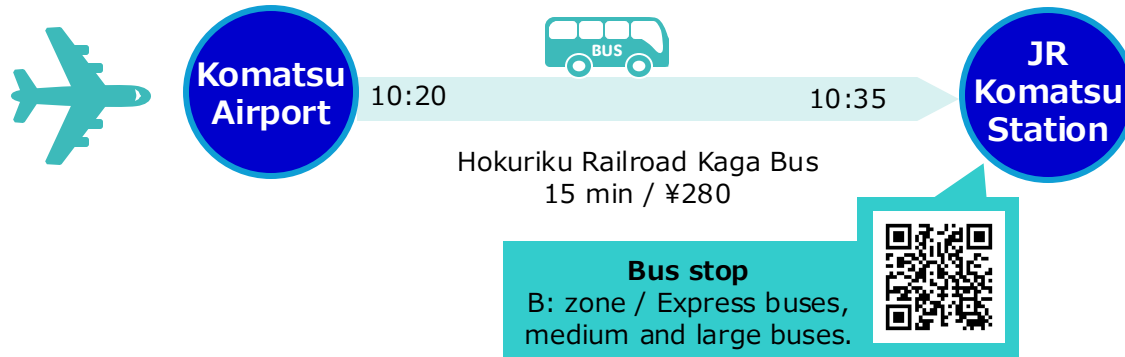 BUS
Komatsu
Airport
10:20
10:35
JR
Komatsu
Station
Hokuriku Railroad Kaga Bus
15 min / ¥280
Bus stop
B: zone / Express buses,
medium and large buses.